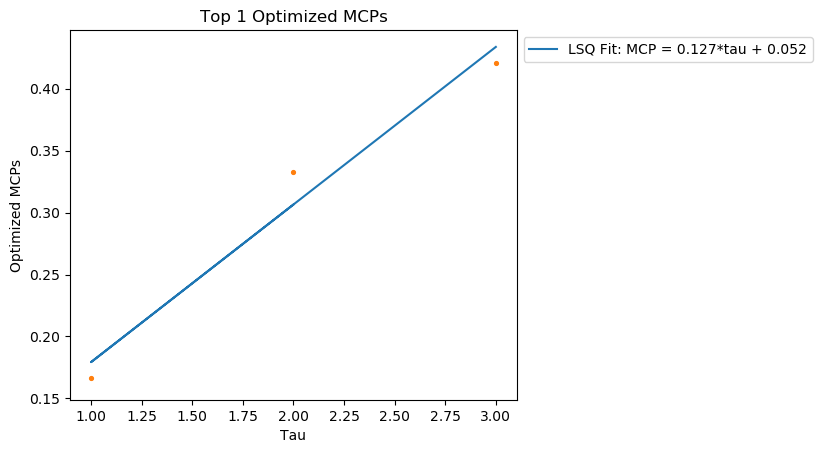 Top 1 Optimized MCPs
LSQ Fit: MCP = 0.127*tau + 0.052
Optimized MCPs
0.40
0.35
0.30
0.25
0.20
0.15
1.00 1.25 1.50 1.75 2.00 2.25 2.50 2.75 3.00
Tau